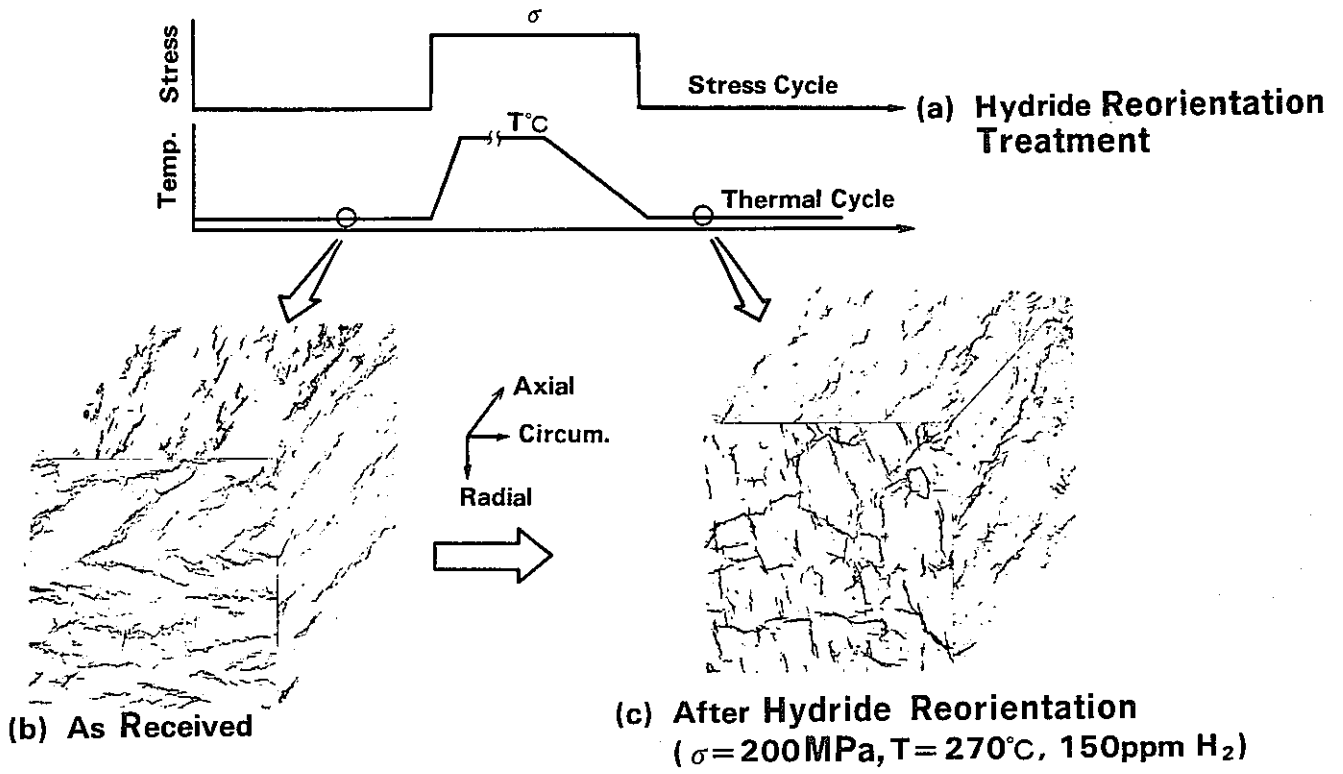 σ
Stress
Stress Cycle
(a) Hydride Reorientation
Treatment
T°C
Temp.
Thermal Cycle
Axial
Circum.
Radial
(b) As Received
(c) After Hydride Reorientation
(σ=200MPa, T=270°C, 150ppm H₂)